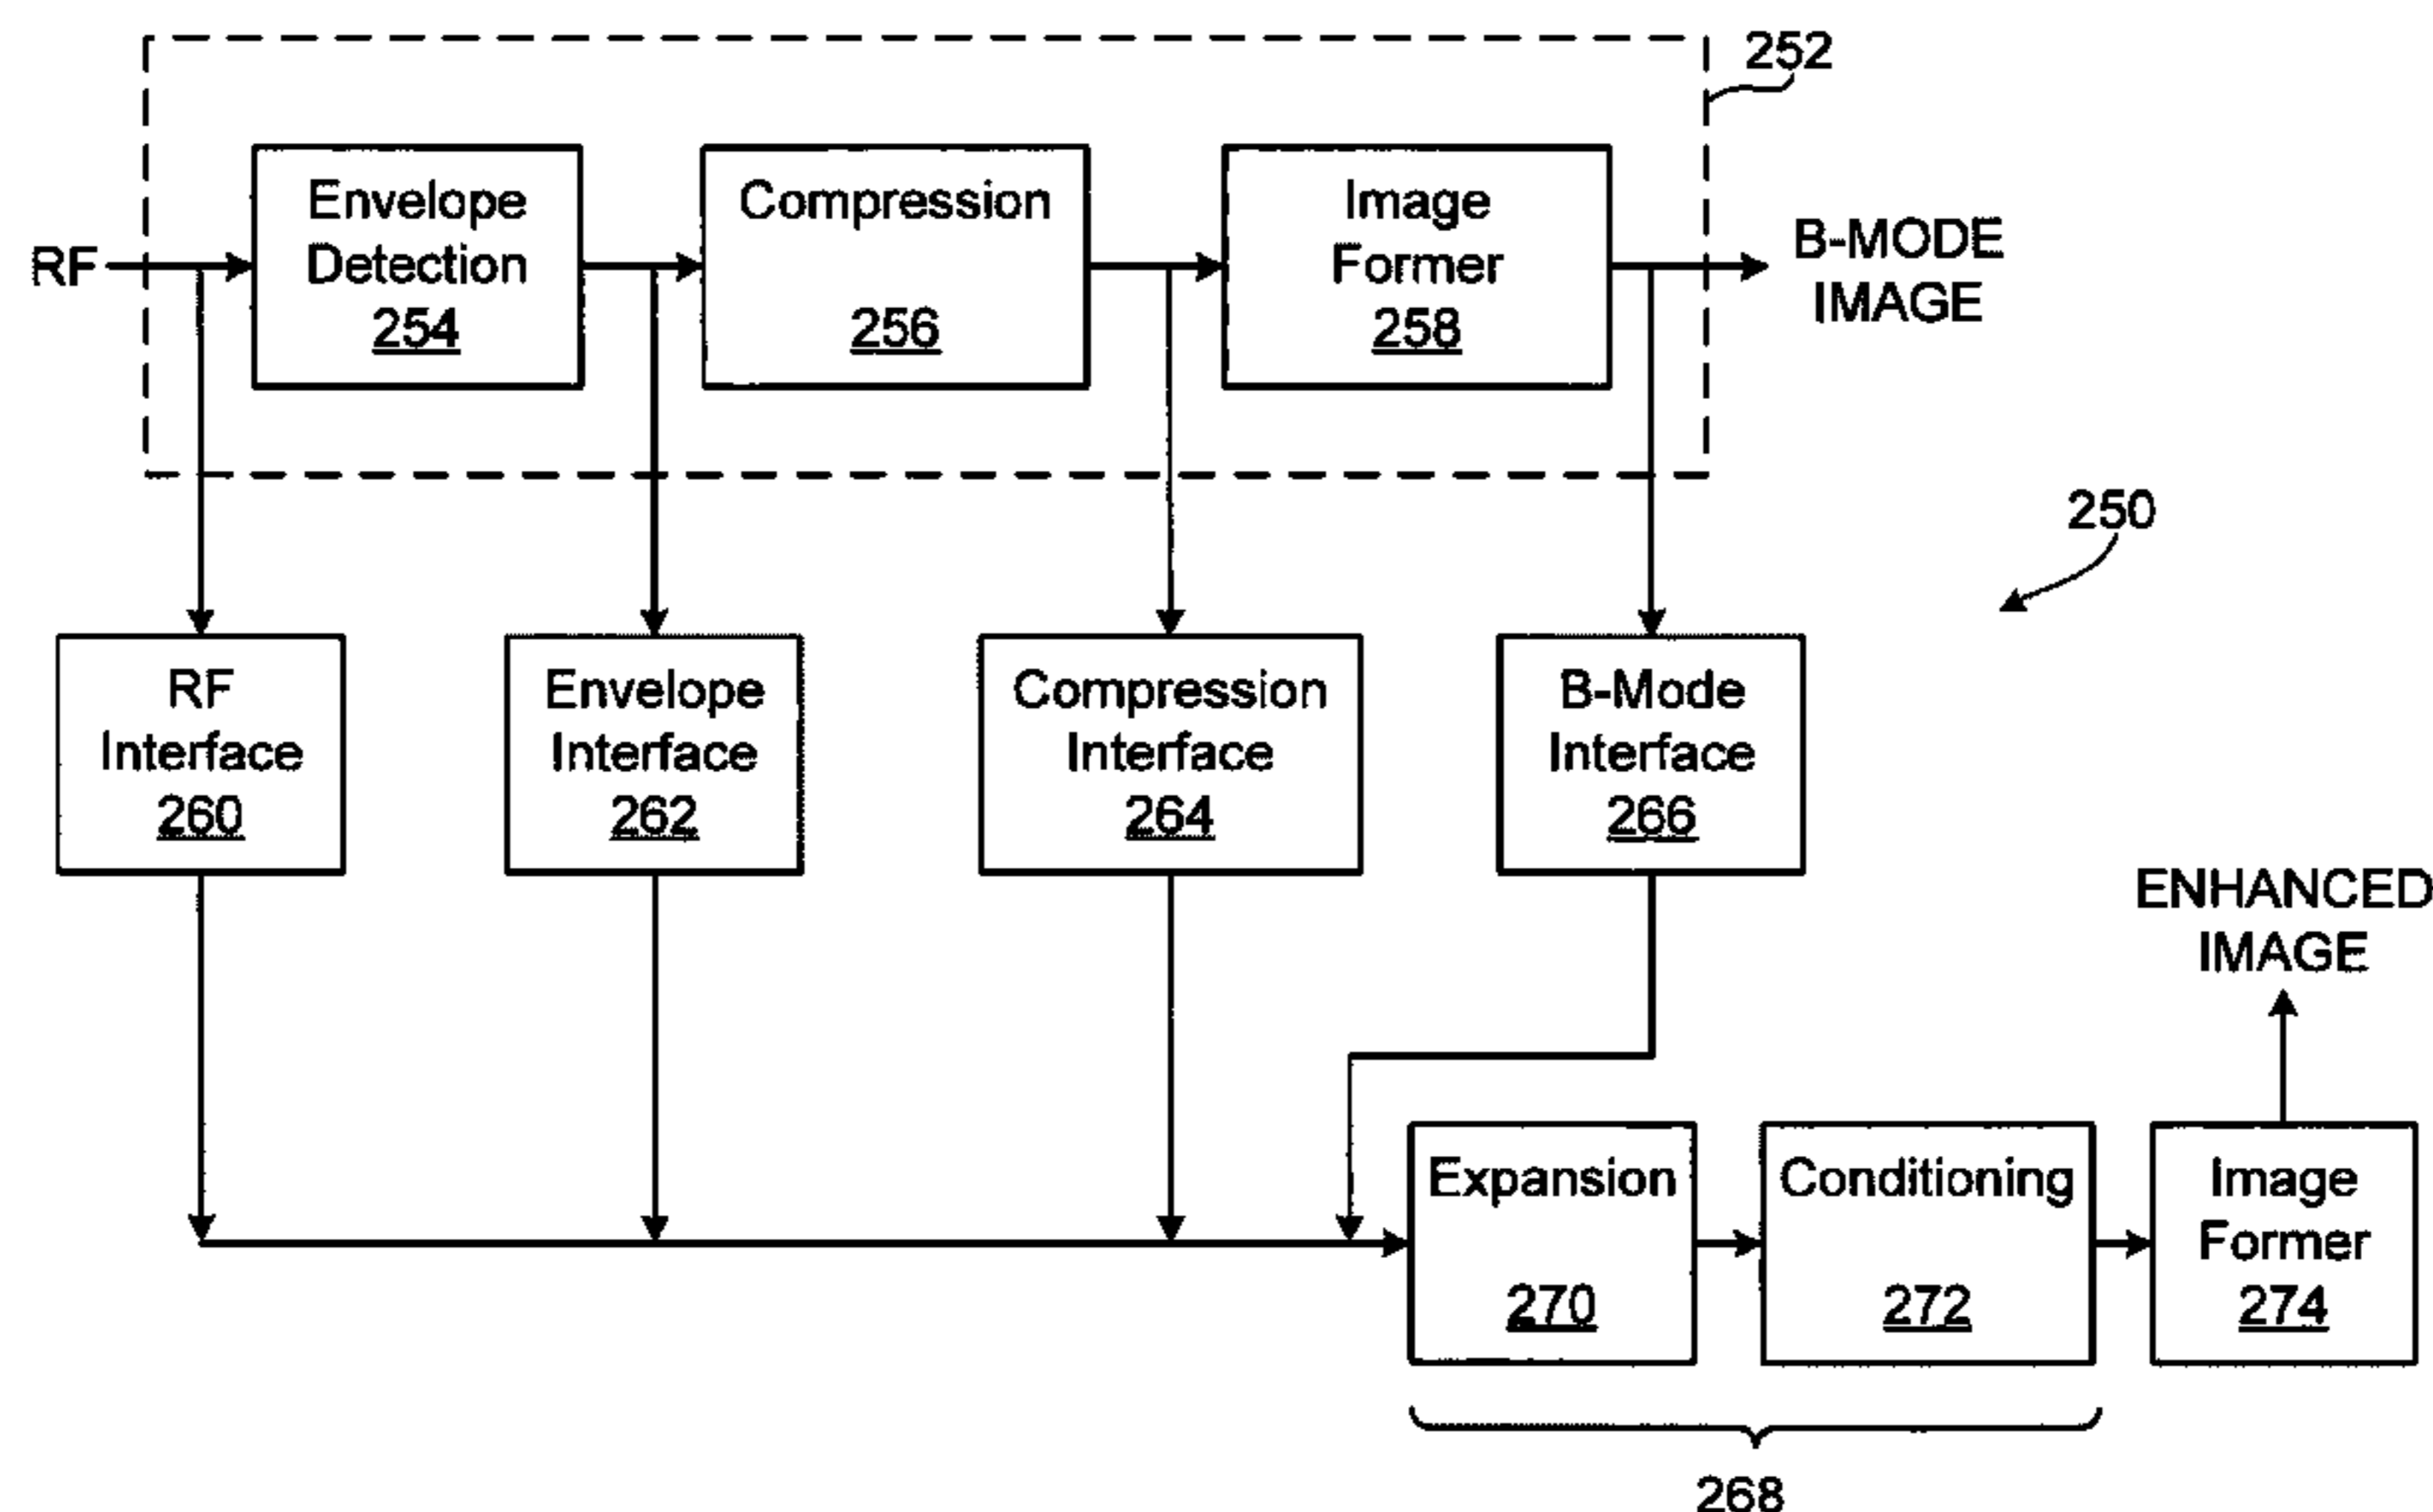 252
Envelope
Detection
254
Compression
256
Image
Former
258
RF
B-MODE
IMAGE
250
RF
Interface
260
Envelope
Interface
262
Compression
Interface
264
B-Mode
Interface
266
ENHANCED
IMAGE
Expansion
270
Conditioning
272
Image
Former
274
268